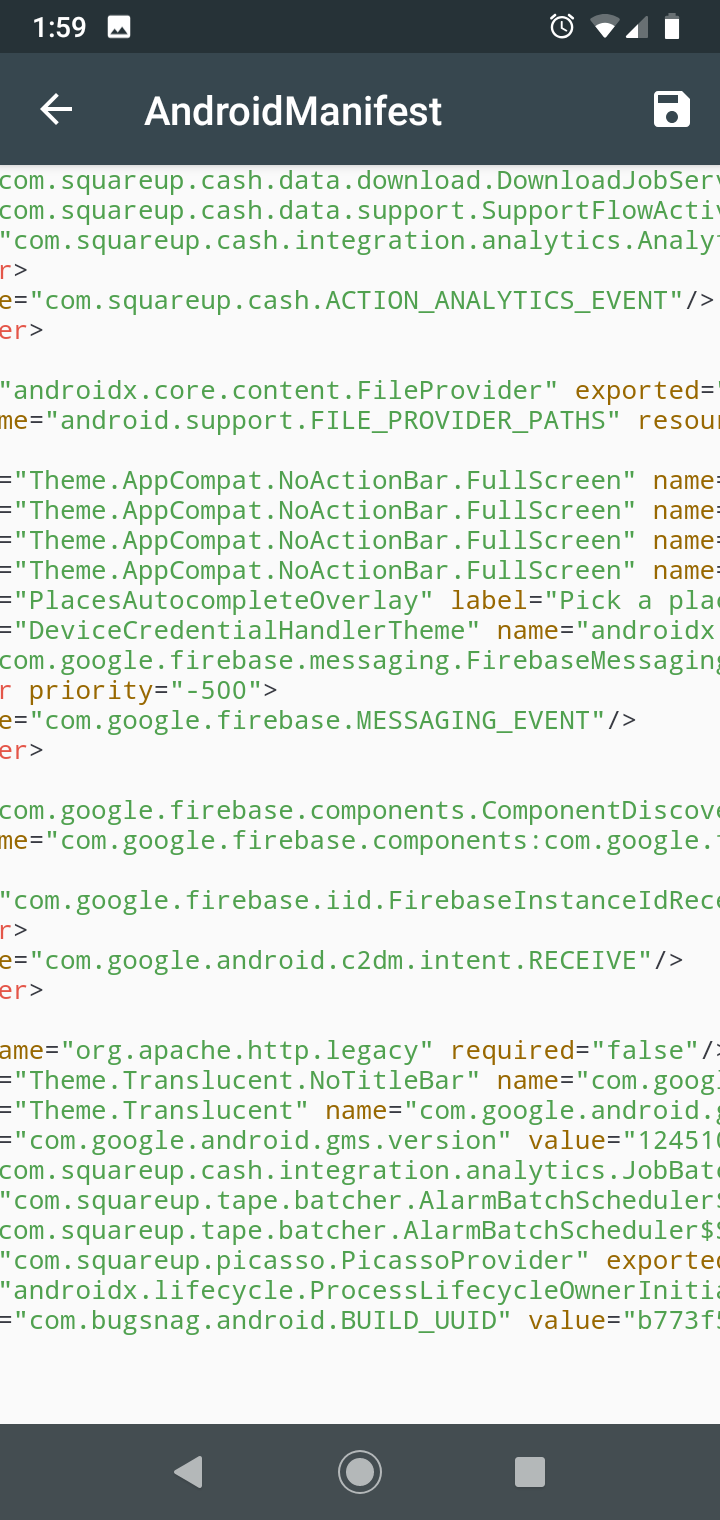 1:59
AndroidManifest
com.squareup.cash.data.download.DownloadJobSer
com.squareup.cash.data.support.SupportFlowActi
"com.squareup.cash.integration.analytics.Analy
r>
e="com.squareup.cash.ACTION_ANALYTICS_EVENT"/>
er>
"androidx.core.content.FileProvider" exported="
me="android.support.FILE_PROVIDER_PATHS" resou
="Theme.AppCompat.NoActionBar.FullScreen" name=
="Theme.AppCompat.NoActionBar.FullScreen" name=
="Theme.AppCompat.NoActionBar.FullScreen" name=
="Theme.AppCompat.NoActionBar.FullScreen" name=
="PlacesAutocompleteOverlay" label="Pick a plac
="DeviceCredentialHandlerTheme" name="androidx.
com.google.firebase.messaging.FirebaseMessaging
r priority="-500">
e="com.google.firebase.MESSAGING_EVENT"/>
er>
com.google.firebase.components.ComponentDiscove
me="com.google.firebase.components:com.google.f
"com.google.firebase.iid.FirebaseInstanceIdRece
r>
e="com.google.android.c2dm.intent.RECEIVE"/>
er>
ame="org.apache.http.legacy" required="false"/>
="Theme.Translucent.NoTitleBar" name="com.googl
="Theme.Translucent" name="com.google.android.g
="com.google.android.gms.version" value="124510
com.squareup.cash.integration.analytics.JobBatc
"com.squareup.tape.batcher.AlarmBatchScheduler$
com.squareup.tape.batcher.AlarmBatchScheduler$S
"com.squareup.picasso.PicassoProvider" exported
"androidx.lifecycle.ProcessLifecycleOwnerInitia
="com.bugsnag.android.BUILD_UUID" value="b773f5